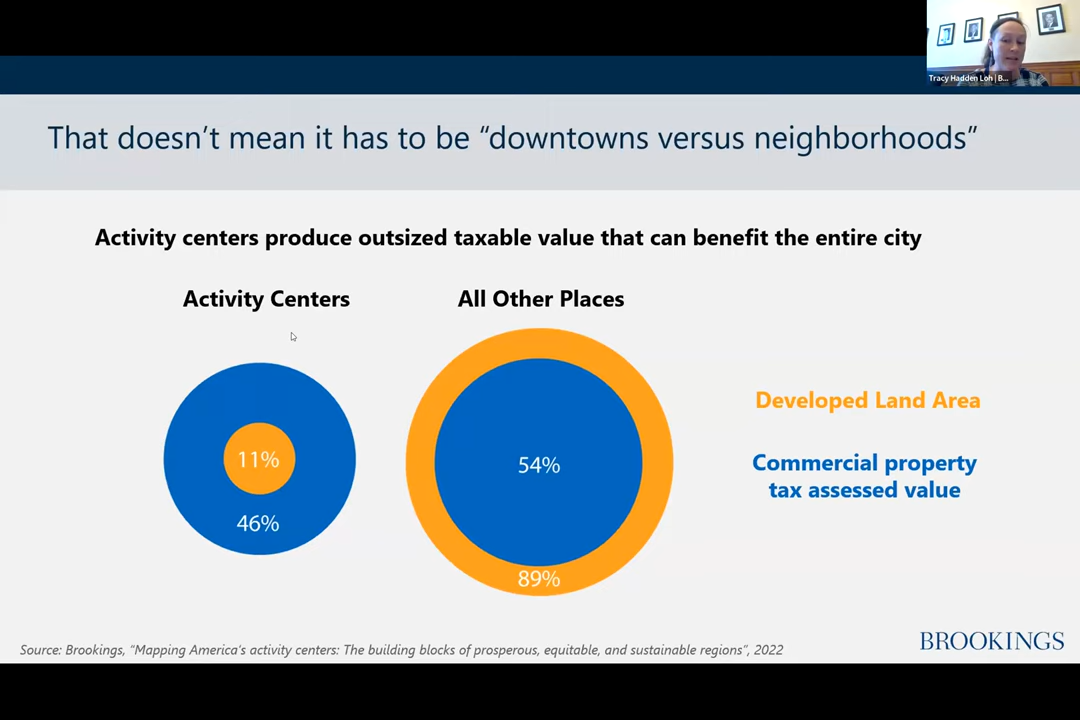 Tracy Hadden Loh | B...
That doesn’t mean it has to be “downtowns versus neighborhoods”
Activity centers produce outsized taxable value that can benefit the entire city
Activity Centers
All Other Places
11%
46%
54%
89%
Developed Land Area
Commercial property
tax assessed value
Source: Brookings, “Mapping America’s activity centers: The building blocks of prosperous, equitable, and sustainable regions”, 2022
BROOKINGS